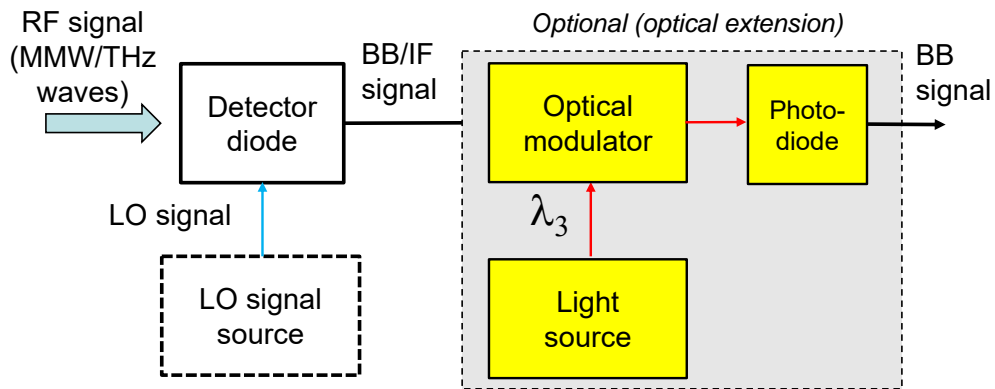 RF signal
(MMW/THz
waves)
Detector
diode
BB/IF
signal
Optional (optical extension)
Optical
modulator
Photo-
diode
BB
signal
LO signal
λ3
LO signal
source
Light
source